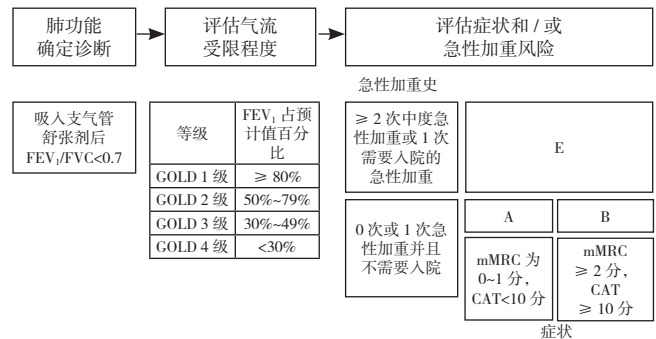 肺功能
确定诊断
评估气流
受限程度
评估症状和 / 或
急性加重风险
急性加重史
吸入支气管
舒张剂后
FEV₁/FVC<0.7
等级
FEV₁ 占预
计值百分
比
GOLD 1 级 ≥ 80%
GOLD 2 级 50%~79%
GOLD 3 级 30%~49%
GOLD 4 级 <30%
≥ 2 次中度急
性加重或 1 次
需要入院的
急性加重
E
0 次或 1 次急
性加重并且
不需要入院
A
B
mMRC 为
0~1 分，
CAT<10 分
mMRC
≥ 2 分，
CAT
≥ 10 分
症状